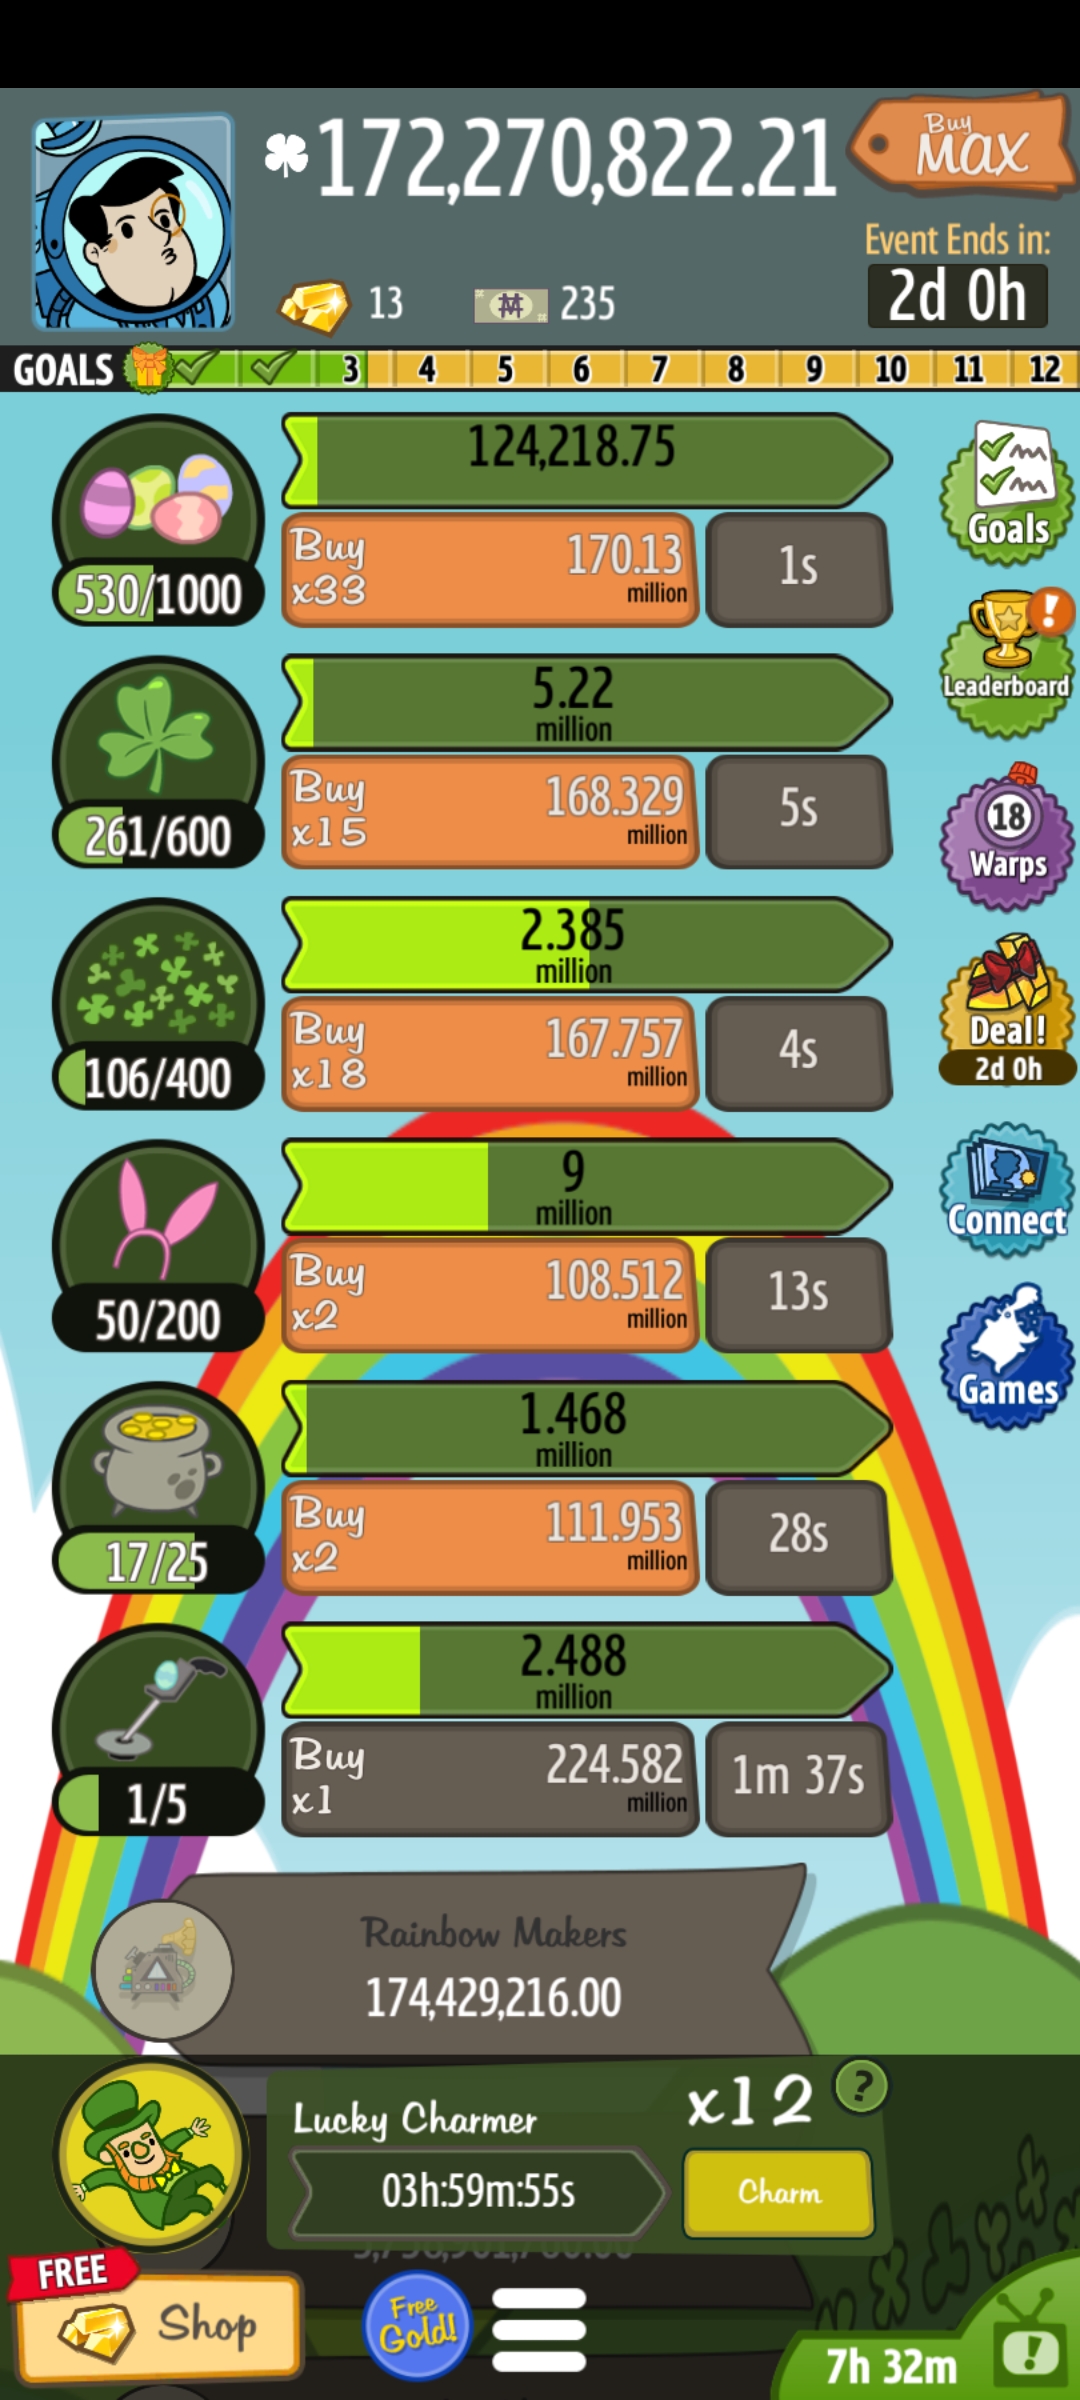 172,270,822.21
Buy
MAX
Event Ends in:
2d 0h
13
235
GOALS 3 4 5 6 7 8 9 10 11 12
124,218.75
Buy
x33
170.13
million
1s
530/1000
Goals
5.22
million
Buy
x15
168.329
million
5s
261/600
Leaderboard
2.385
million
Buy
x18
167.757
million
4s
106/400
18
Warps
Deal!
2d 0h
9
million
Buy
x2
108.512
million
13s
50/200
Connect
1.468
million
Buy
x2
111.953
million
28s
17/25
Games
2.488
million
Buy
x1
224.582
million
1m 37s
1/5
Rainbow Makers
174,429,216.00
Lucky Charmer
x12
?
03h:59m:55s
Charm
FREE
Shop
Free
Gold!
7h 32m